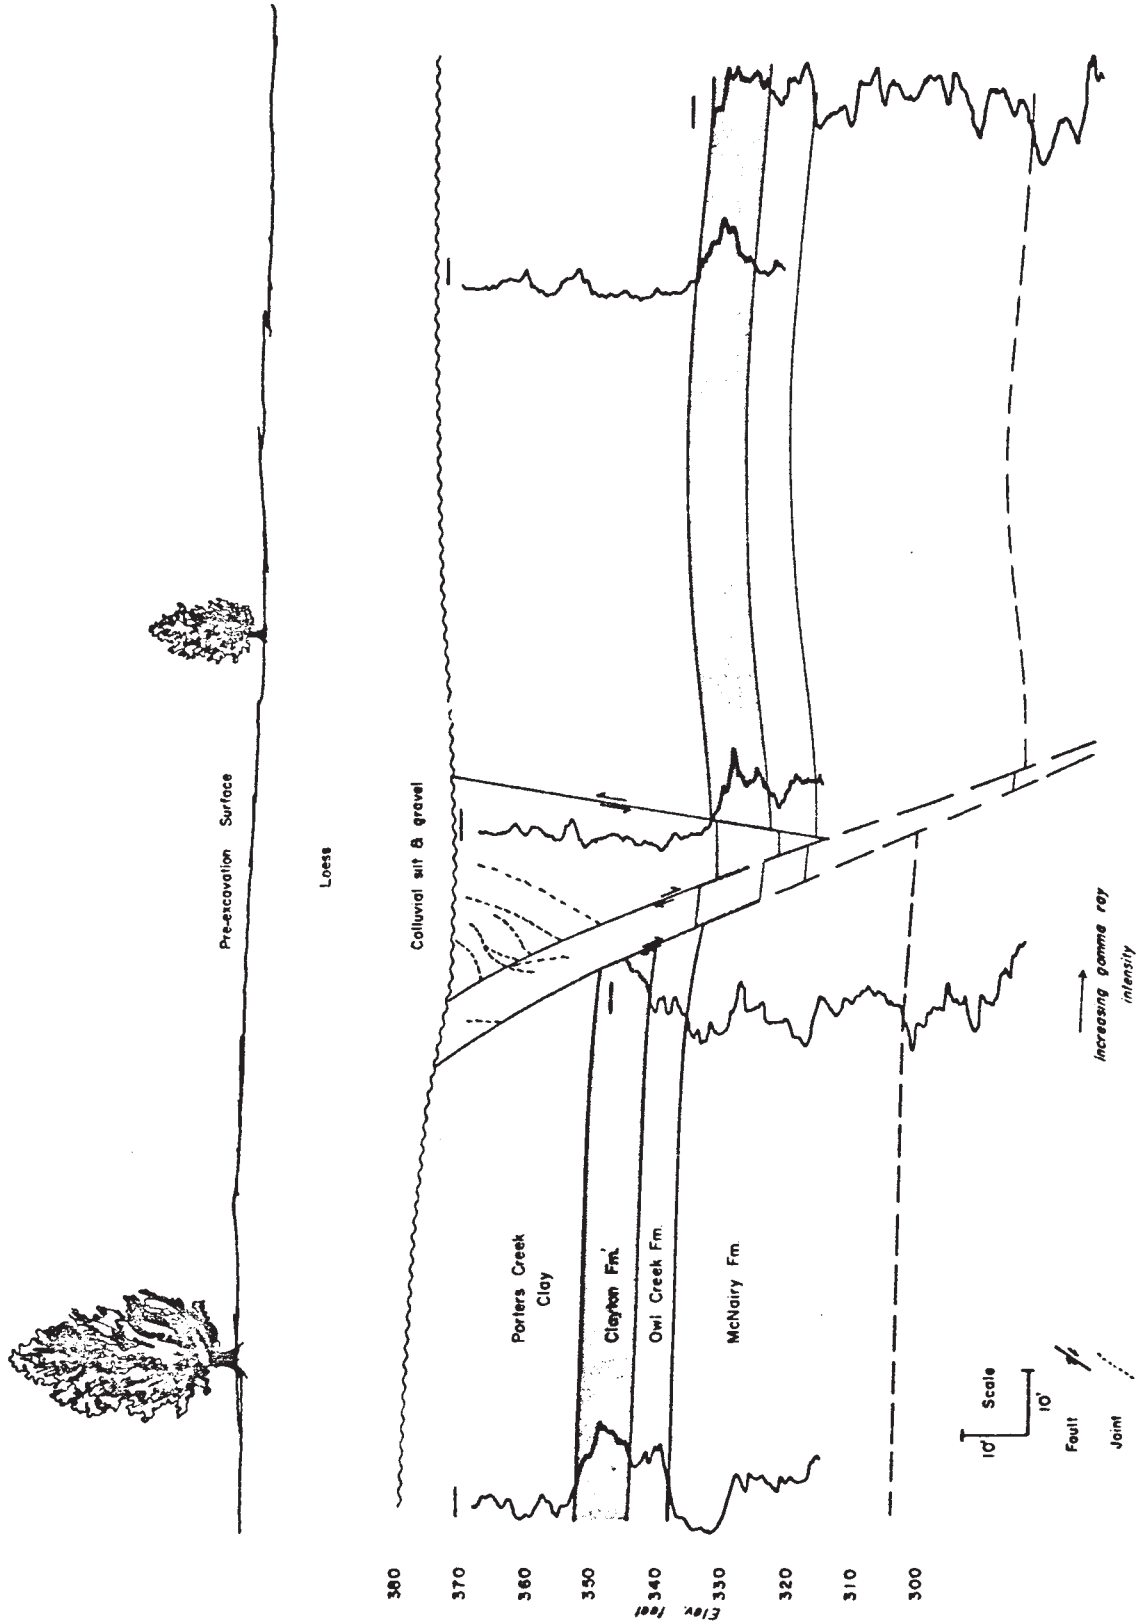 Pre-excavation Surface
Loess
Colluvial silt & gravel
Porters Creek
Clay
Clayton Fm.
Owl Creek Fm.
McNairy Fm.
380
370
360
350
340
330
320
310
300
Elev. feet
10'
Scale
10'
Fault
Joint
increasing gamma ray
intensity